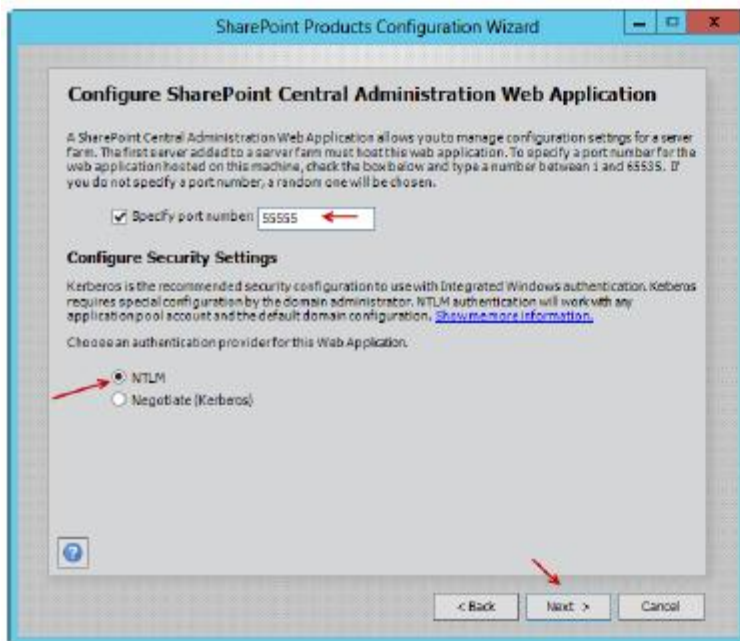 SharePoint Products Configuration Wizard
Configure SharePoint Central Administration Web Application
A SharePoint Central Administration Web Application allows you to manage configuration settings for a server
farm. The first server added to a server farm must host this web application. To specify a port number for the
web application hosted on this machine, check the box below and type a number between 1 and 65535. If
you do not specify a port number, a random one will be chosen.
Specify port number: 55555
Configure Security Settings
Kerberos is the recommended security configuration to use with Integrated Windows authentication. Kerberos
requires special configuration by the domain administrator. NTLM authentication will work with any
application pool account and the default domain configuration. Show me more information.
Choose an authentication provider for this Web Application.
NTLM
Negotiate (Kerberos)
< Back Next > Cancel